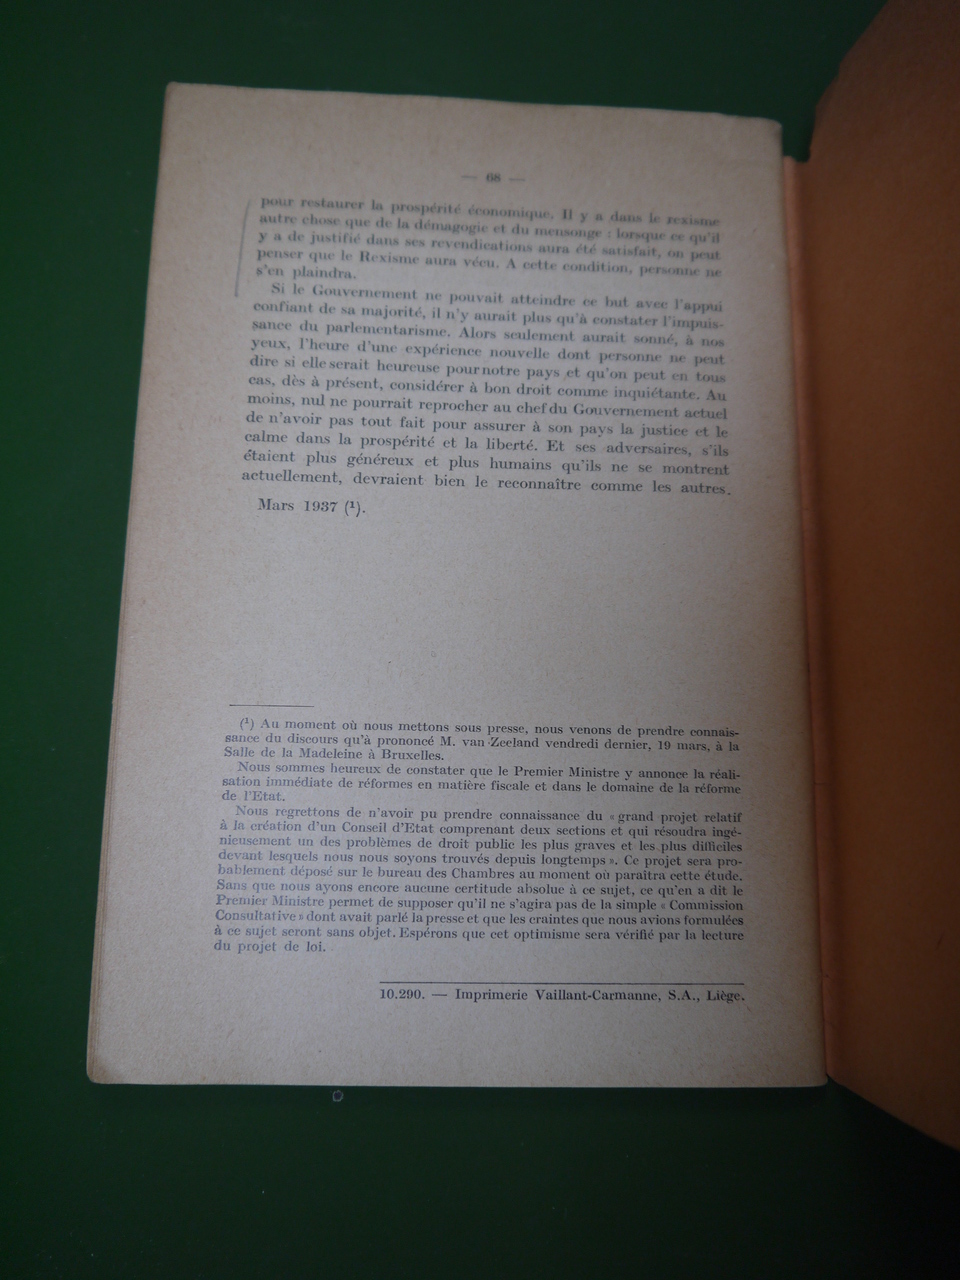 — 68 —
pour restaurer la prospérité économique. Il y a dans le rexisme
autre chose que de la démagogie et du mensonge : lorsque ce qu'il
y a de justifié dans ses revendications aura été satisfait, on peut
penser que le Rexisme aura vécu. A cette condition, personne ne
s'en plaindra.
Si le Gouvernement ne pouvait atteindre ce but avec l'appui
confiant de sa majorité, il n'y aurait plus qu'à constater l'impuis-
sance du parlementarisme. Alors seulement aurait sonné, à nos
yeux, l'heure d'une expérience nouvelle dont personne ne peut
dire si elle serait heureuse pour notre pays et qu'on peut en tous
cas, dès à présent, considérer à bon droit comme inquiétante. Au
moins, nul ne pourrait reprocher au chef du Gouvernement actuel
de n'avoir pas tout fait pour assurer à son pays la justice et le
calme dans la prospérité et la liberté. Et ses adversaires, s'ils
étaient plus généreux et plus humains qu'ils ne se montrent
actuellement, devraient bien le reconnaître comme les autres.
Mars 1937 (¹).
(¹) Au moment où nous mettons sous presse, nous venons de prendre connais-
sance du discours qu'à prononcé M. van Zeeland vendredi dernier, 19 mars, à la
Salle de la Madeleine à Bruxelles.
Nous sommes heureux de constater que le Premier Ministre y annonce la réali-
sation immédiate de réformes en matière fiscale et dans le domaine de la réforme
de l'Etat.
Nous regrettons de n'avoir pu prendre connaissance du « grand projet relatif
à la création d'un Conseil d'Etat comprenant deux sections et qui résoudra ingé-
nieusement un des problèmes de droit public les plus graves et les plus difficiles
devant lesquels nous nous soyons trouvés depuis longtemps ». Ce projet sera pro-
bablement déposé sur le bureau des Chambres au moment où paraîtra cette étude.
Sans que nous ayons encore aucune certitude absolue à ce sujet, ce qu'en a dit le
Premier Ministre permet de supposer qu'il ne s'agira pas de la simple « Commission
Consultative » dont avait parlé la presse et que les craintes que nous avions formulées
à ce sujet seront sans objet. Espérons que cet optimisme sera vérifié par la lecture
du projet de loi.
10.290. — Imprimerie Vaillant-Carmanne, S.A., Liège.